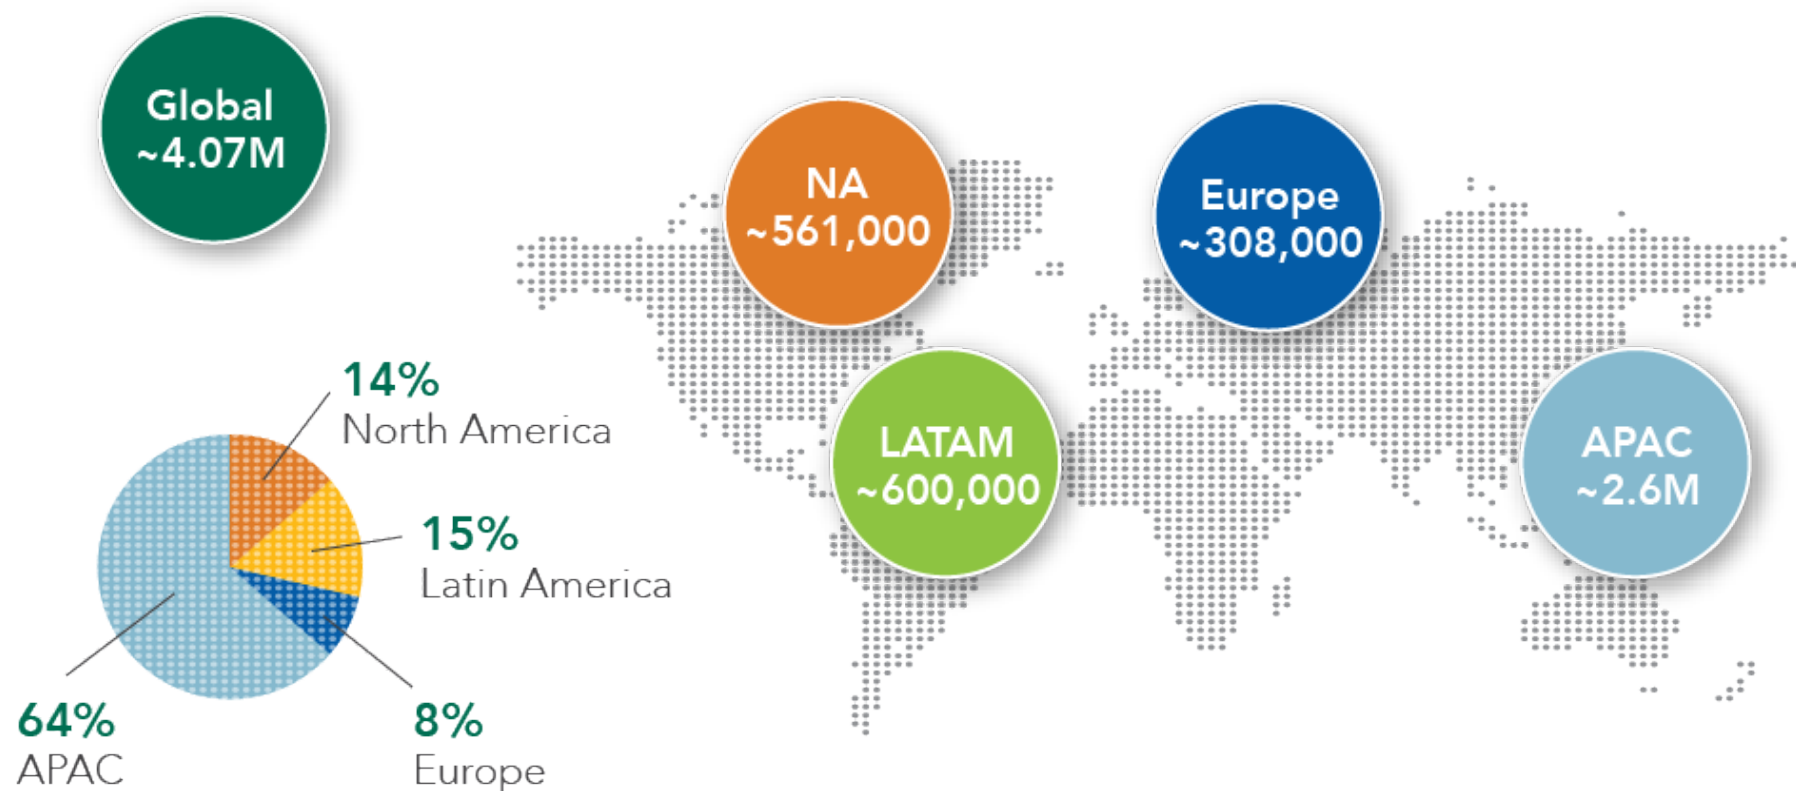 Global
~4.07M
NA
~561,000
Europe
~308,000
LATAM
~600,000
APAC
~2.6M
14%
North America
15%
Latin America
64%
APAC
8%
Europe